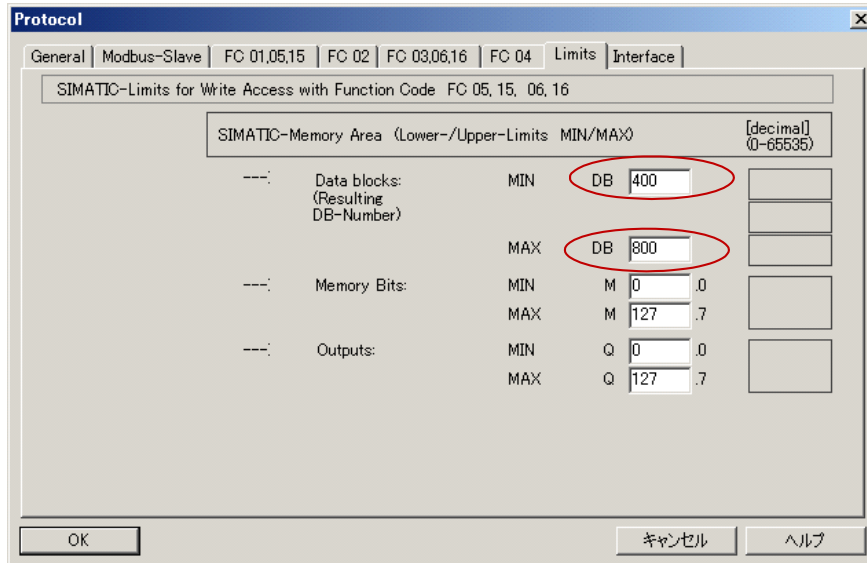 Protocol
General Modbus-Slave FC 01,05,15 FC 02 FC 03,06,16 FC 04 Limits Interface
SIMATIC-Limits for Write Access with Function Code FC 05, 15, 06, 16
SIMATIC-Memory Area (Lower-/Upper-Limits MIN/MAX) [decimal]
(0-65535)
---: Data blocks: MIN DB 400
(Resulting
DB-Number)
MAX DB 800
---: Memory Bits: MIN M 0 .0
MAX M 127 .7
---: Outputs: MIN Q 0 .0
MAX Q 127 .7
OK キャンセル ヘルプ